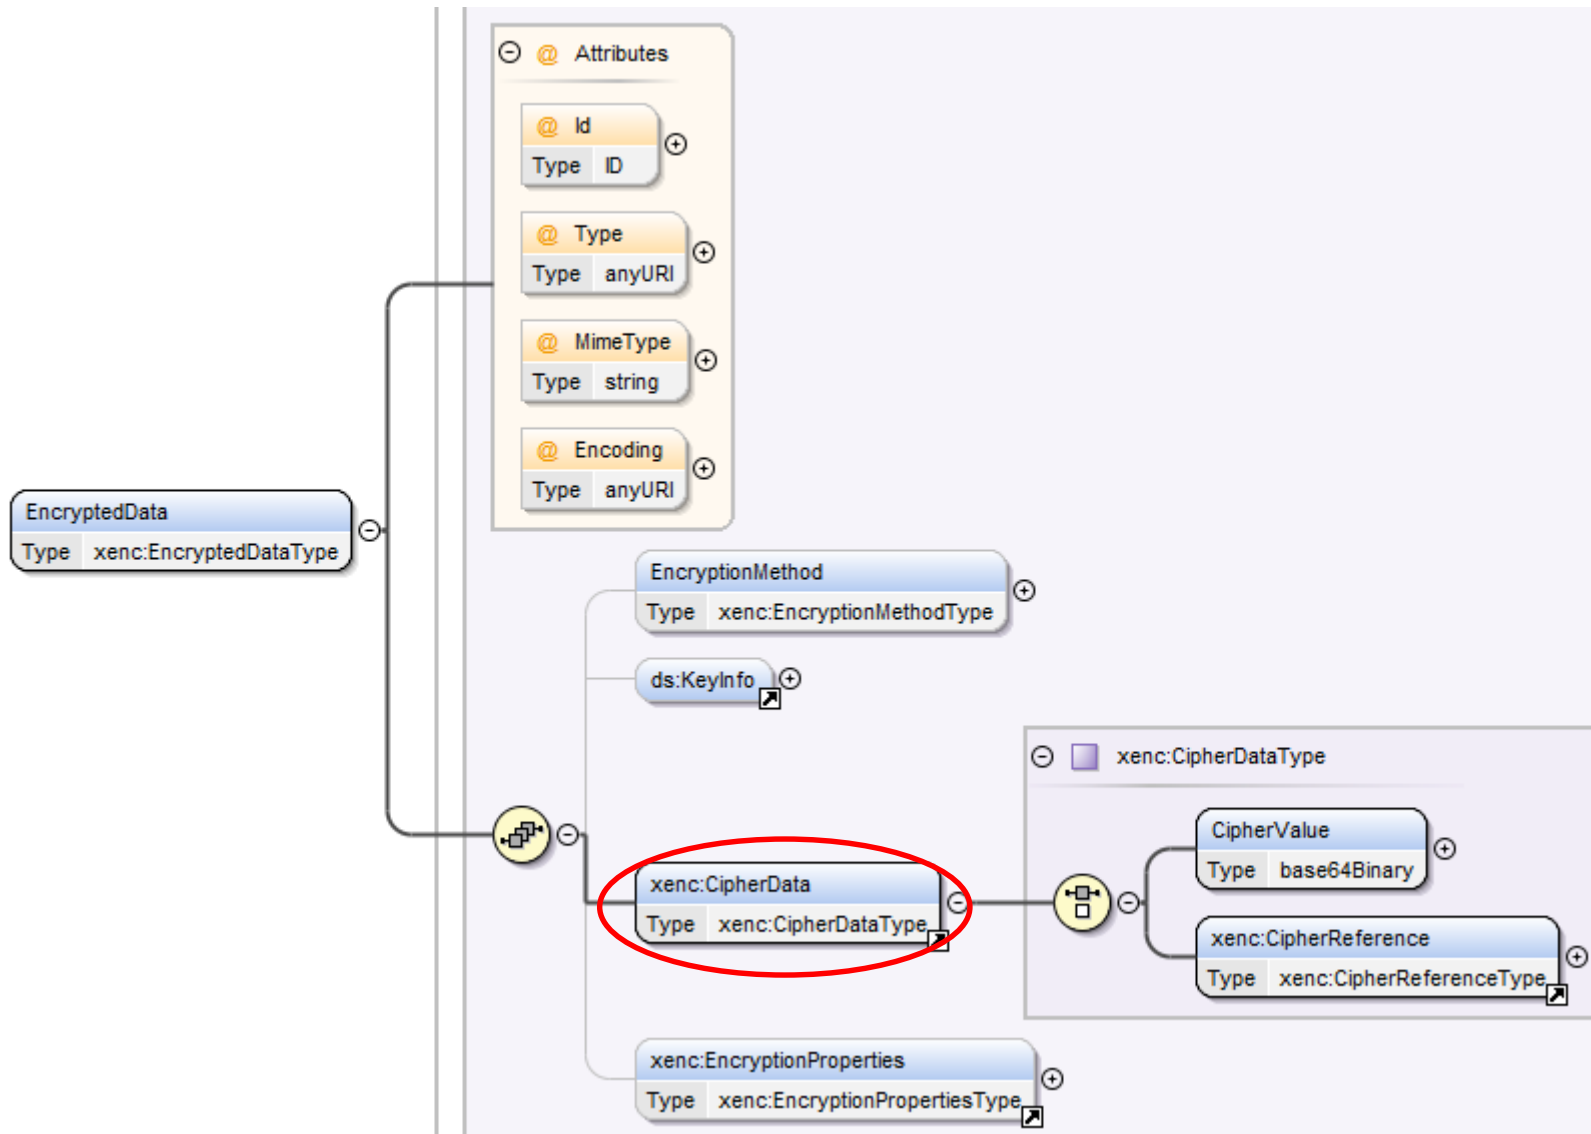 @ Attributes
@ Id
Type ID
@ Type
Type anyURI
@ MimeType
Type string
@ Encoding
Type anyURI
EncryptedData
Type xenc:EncryptedDataType
EncryptionMethod
Type xenc:EncryptionMethodType
ds:KeyInfo
xenc:CipherDataType
CipherValue
Type base64Binary
xenc:CipherData
Type xenc:CipherDataType
xenc:CipherReference
Type xenc:CipherReferenceType
xenc:EncryptionProperties
Type xenc:EncryptionPropertiesType